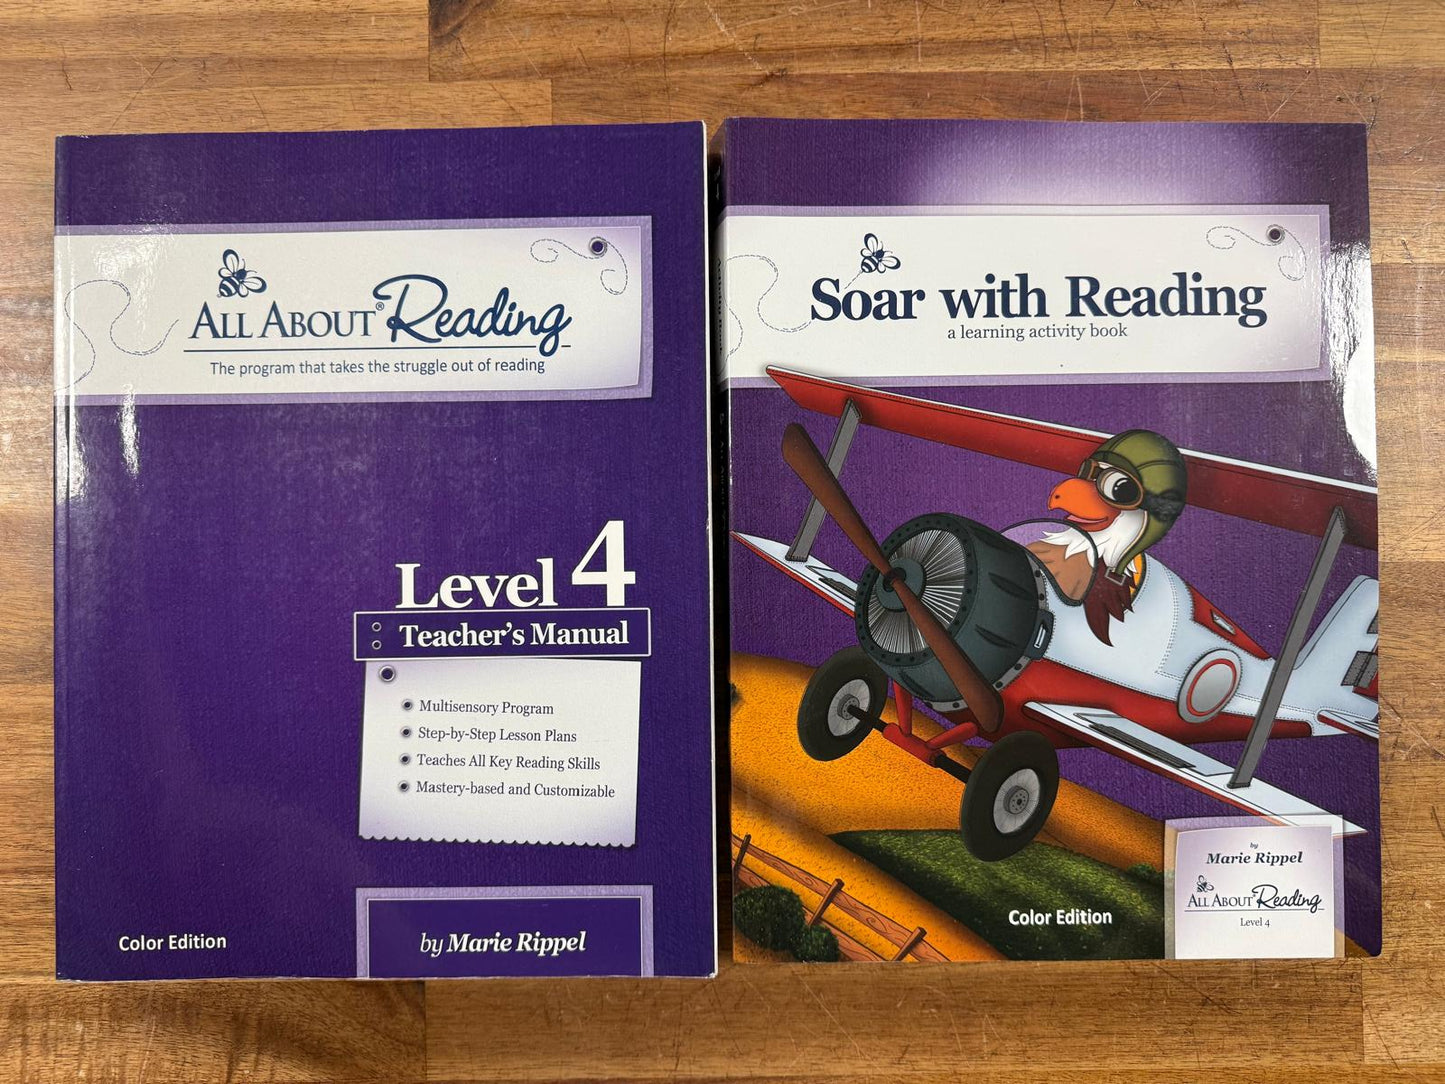 ALL ABOUT® Reading
The program that takes the struggle out of reading
Level 4
Teacher's Manual
Multisensory Program
Step-by-Step Lesson Plans
Teaches All Key Reading Skills
Mastery-based and Customizable
Color Edition
by Marie Rippel
Soar with Reading
a learning activity book
Color Edition
by
Marie Rippel
ALL ABOUT® Reading
Level 4